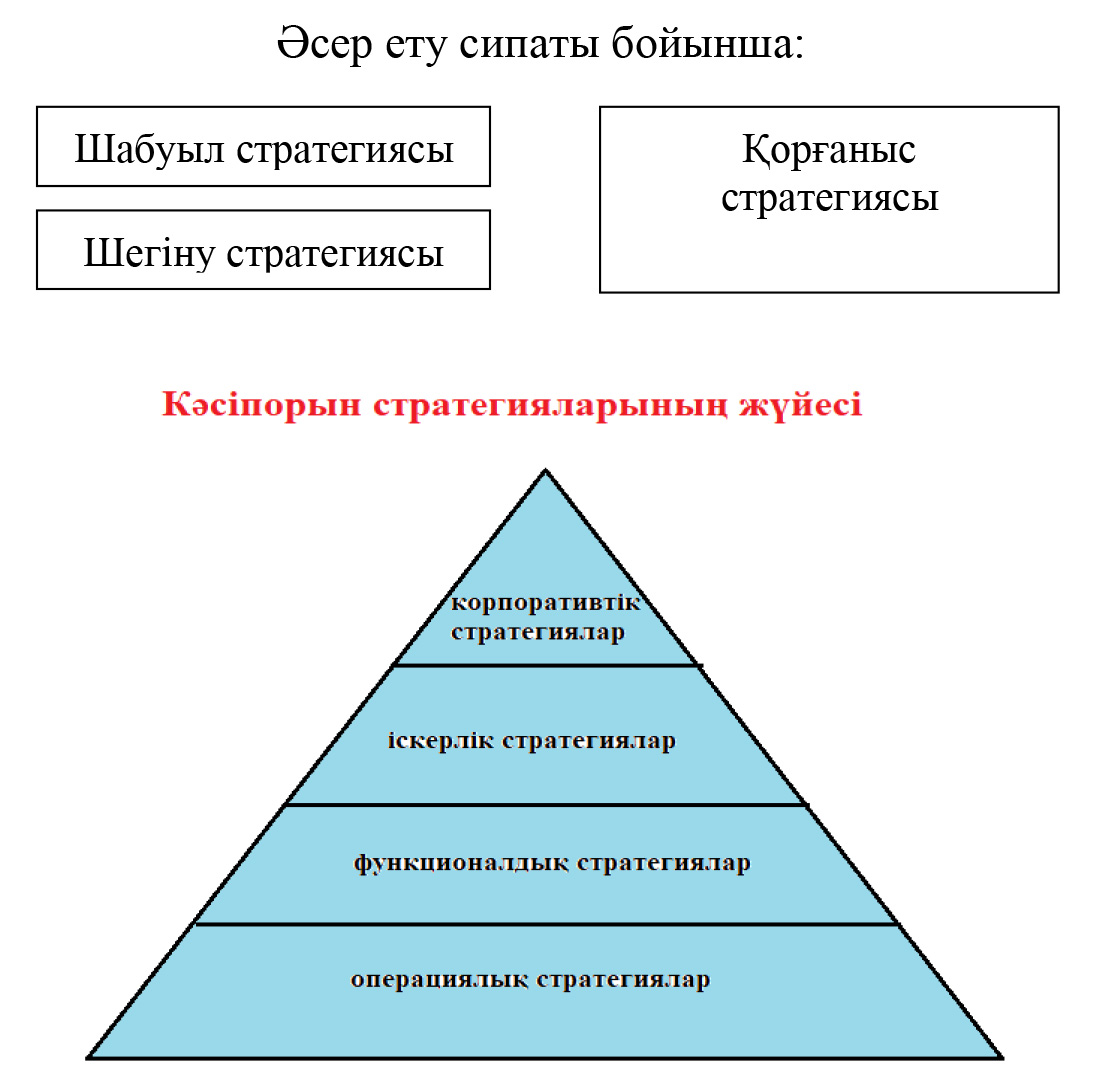 Әсер ету сипаты бойынша:
Шабуыл стратегиясы
Шегіну стратегиясы
Қорғаныс
стратегиясы
Кәсіпорын стратегияларының жүйесі
корпоративтік
стратегиялар
іскерлік стратегиялар
функционалдық стратегиялар
операциялық стратегиялар